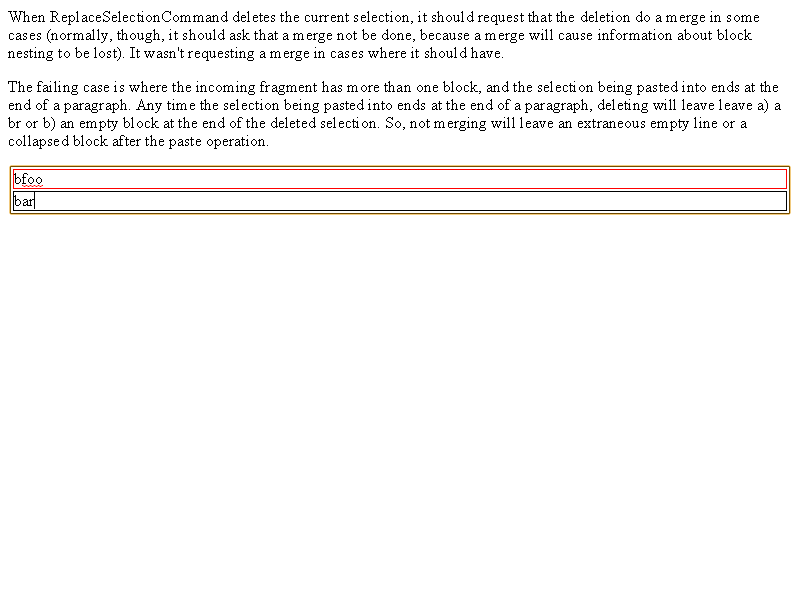 When ReplaceSelectionCommand deletes the current selection, it should request that the deletion do a merge in some
cases (normally, though, it should ask that a merge not be done, because a merge will cause information about block
nesting to be lost). It wasn't requesting a merge in cases where it should have.
The failing case is where the incoming fragment has more than one block, and the selection being pasted into ends at the
end of a paragraph. Any time the selection being pasted into ends at the end of a paragraph, deleting will leave leave a) a
br or b) an empty block at the end of the deleted selection. So, not merging will leave an extraneous empty line or a
collapsed block after the paste operation.
bfoo
bar